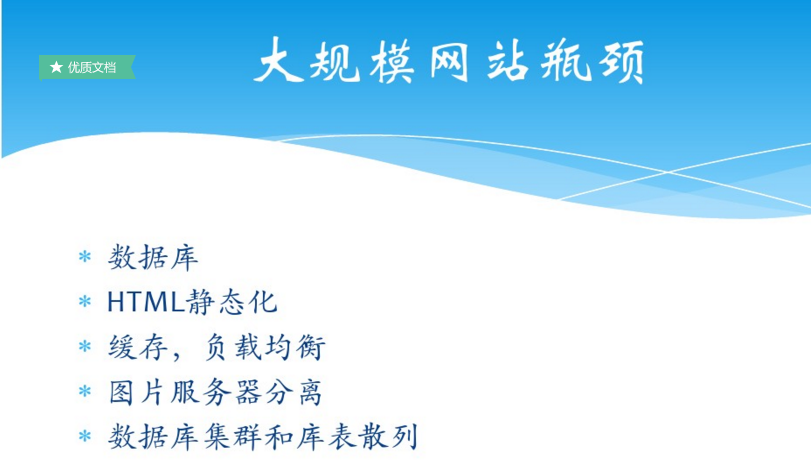 优质文档
大规模网站瓶颈
* 数据库
* HTML静态化
* 缓存，负载均衡
* 图片服务器分离
* 数据库集群和库表散列